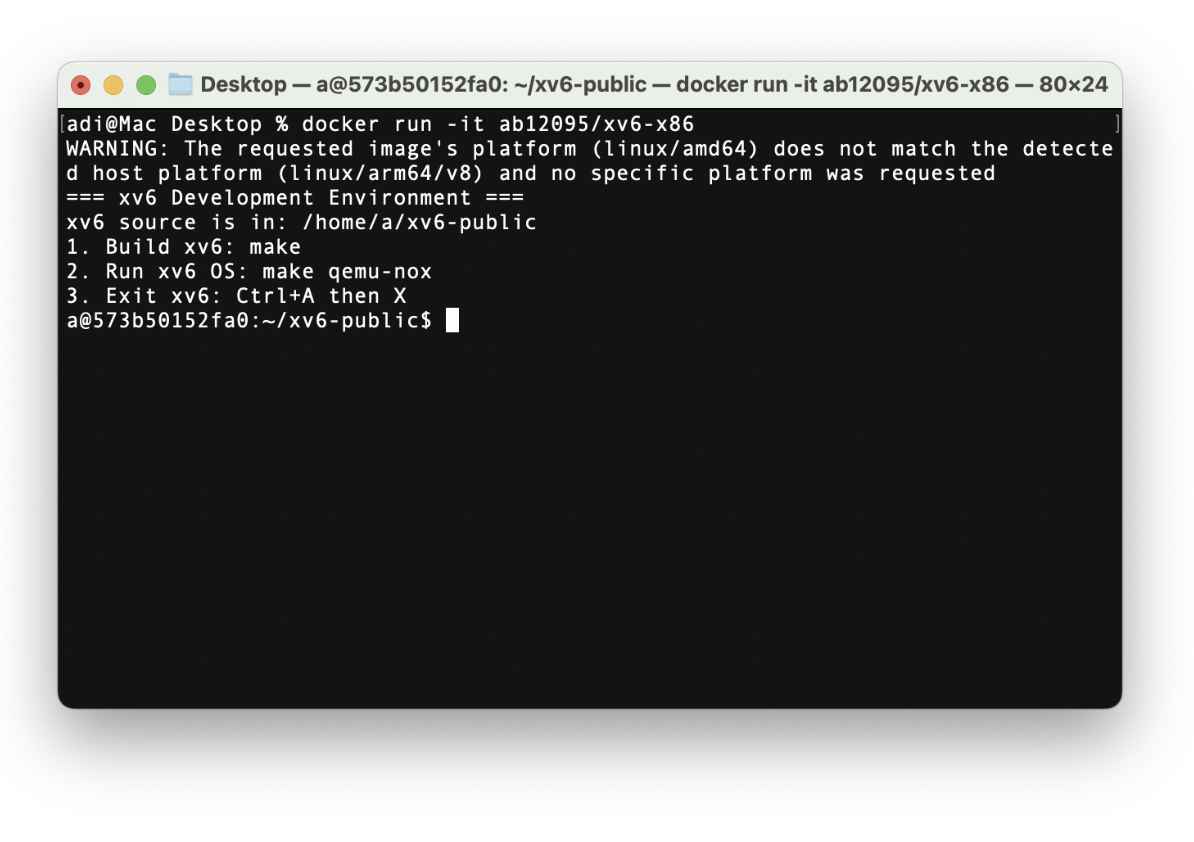 Desktop — a@573b50152fa0: ~/xv6-public — docker run -it ab12095/xv6-x86 — 80×24
[adi@Mac Desktop % docker run -it ab12095/xv6-x86 ]
WARNING: The requested image's platform (linux/amd64) does not match the detecte
d host platform (linux/arm64/v8) and no specific platform was requested
=== xv6 Development Environment ===
xv6 source is in: /home/a/xv6-public
1. Build xv6: make
2. Run xv6 OS: make qemu-nox
3. Exit xv6: Ctrl+A then X
a@573b50152fa0:~/xv6-public$